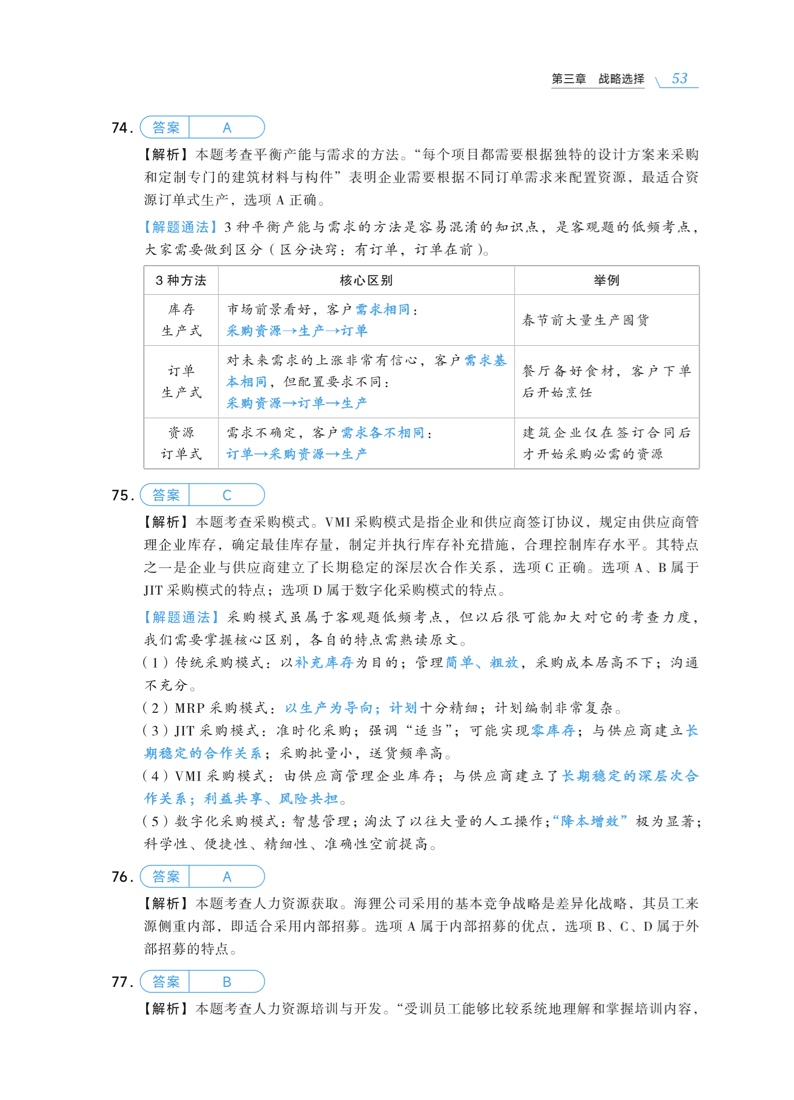 第三章 战略选择 53
74. 答案 A
【解析】本题考查平衡产能与需求的方法。“每个项目都需要根据独特的设计方案来采购
和定制专门的建筑材料与构件”表明企业需要根据不同订单需求来配置资源，最适合资
源订单式生产，选项 A 正确。
【解题通法】3 种平衡产能与需求的方法是容易混淆的知识点，是客观题的低频考点，
大家需要做到区分（区分诀窍：有订单，订单在前）。
3 种方法 核心区别 举例
库存
生产式
市场前景看好，客户需求相同：
采购资源→生产→订单
春节前大量生产囤货
订单
生产式
对未来需求的上涨非常有信心，客户需求基
本相同，但配置要求不同：
采购资源→订单→生产
餐厅备好食材，客户下单
后开始烹饪
资源
订单式
需求不确定，客户需求各不相同：
订单→采购资源→生产
建筑企业仅在签订合同后
才开始采购必需的资源
75. 答案 C
【解析】本题考查采购模式。VMI 采购模式是指企业和供应商签订协议，规定由供应商管
理企业库存，确定最佳库存量，制定并执行库存补充措施，合理控制库存水平。其特点
之一是企业与供应商建立了长期稳定的深层次合作关系，选项 C 正确。选项 A、B 属于
JIT 采购模式的特点；选项 D 属于数字化采购模式的特点。
【解题通法】采购模式虽属于客观题低频考点，但以后很可能加大对它的考查力度，
我们需要掌握核心区别，各自的特点需熟读原文。
（1）传统采购模式：以补充库存为目的；管理简单、粗放，采购成本居高不下；沟通
不充分。
（2）MRP 采购模式：以生产为导向；计划十分精细；计划编制非常复杂。
（3）JIT 采购模式：准时化采购；强调“适当”；可能实现零库存；与供应商建立长
期稳定的合作关系；采购批量小，送货频率高。
（4）VMI 采购模式：由供应商管理企业库存；与供应商建立了长期稳定的深层次合
作关系；利益共享、风险共担。
（5）数字化采购模式：智慧管理；淘汰了以往大量的人工操作；“降本增效”极为显著；
科学性、便捷性、精细性、准确性空前提高。
76. 答案 A
【解析】本题考查人力资源获取。海狸公司采用的基本竞争战略是差异化战略，其员工来
源侧重内部，即适合采用内部招募。选项 A 属于内部招募的优点，选项 B、C、D 属于外
部招募的特点。
77. 答案 B
【解析】本题考查人力资源培训与开发。“受训员工能够比较系统地理解和掌握培训内容，